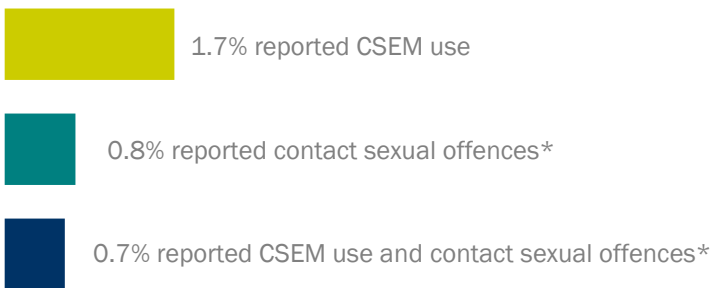 1.7% reported CSEM use
0.8% reported contact sexual offences*
0.7% reported CSEM use and contact sexual offences*